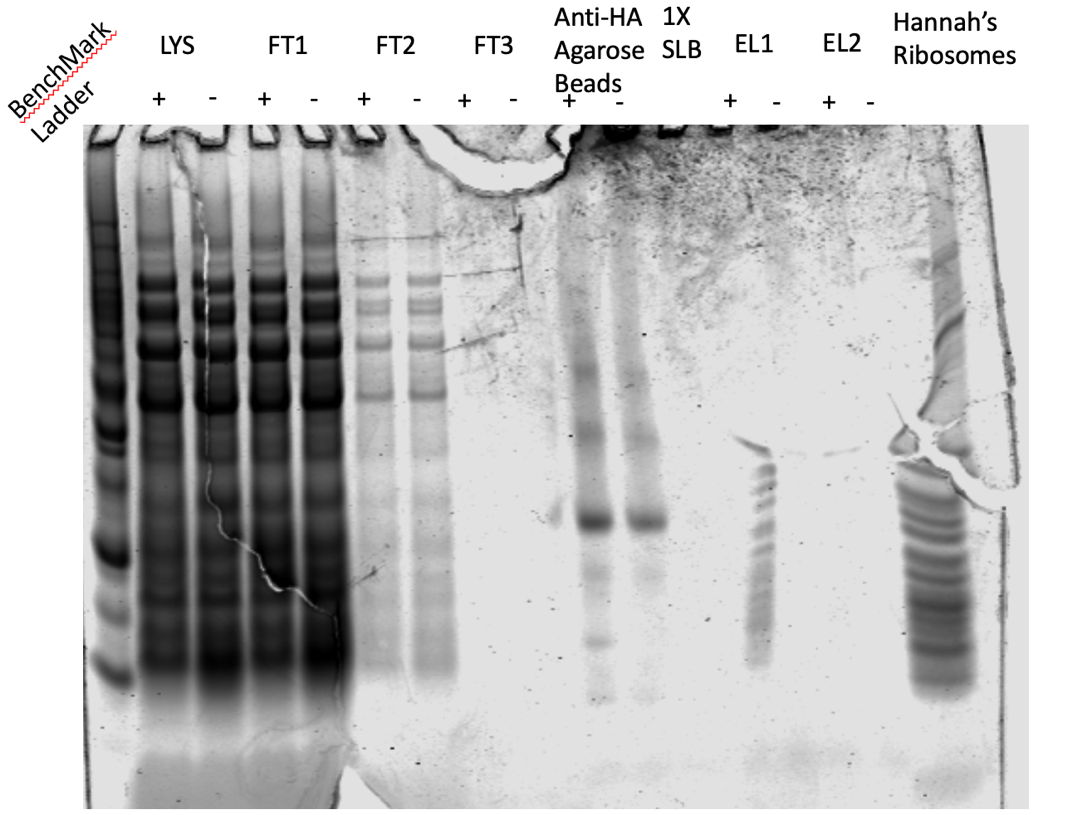 BenchMark
Ladder
LYS
FT1
FT2
FT3
Anti-HA
Agarose
Beads
1X
SLB
EL1
EL2
Hannah's
Ribosomes
+ - + - + - + - + - + - + -